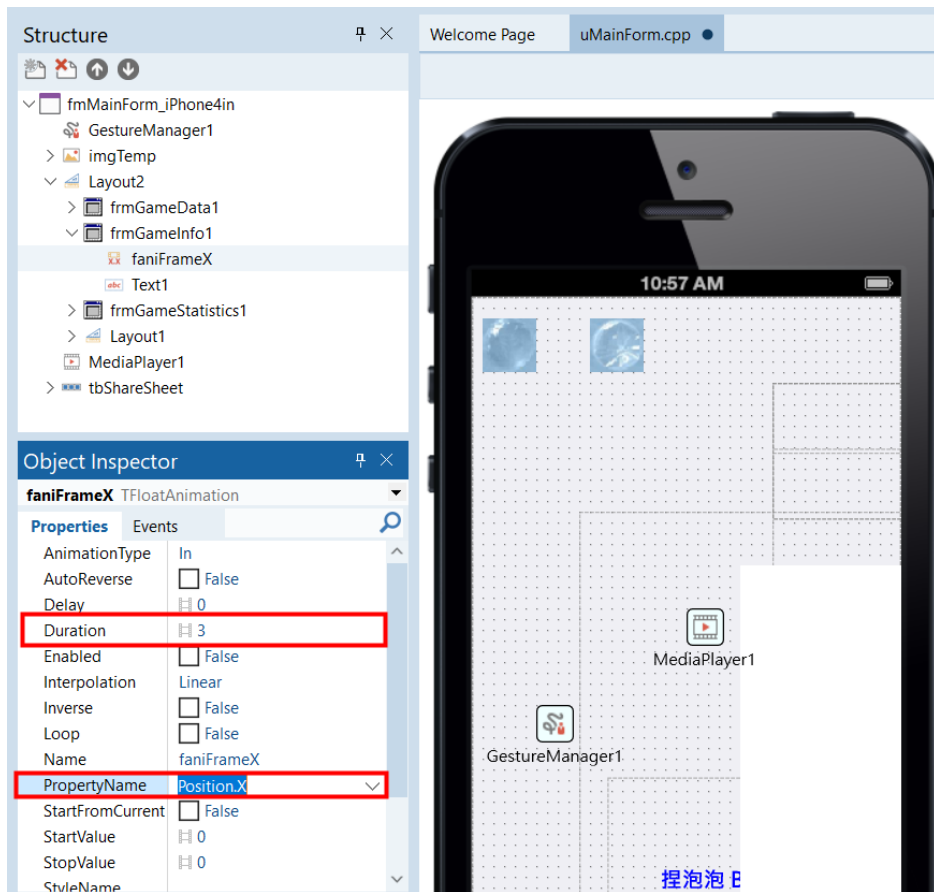 Structure
fmMainForm_iPhone4in
GestureManager1
imgTemp
Layout2
frmGameData1
frmGameInfo1
faniFrameX
abc Text1
frmGameStatistics1
Layout1
MediaPlayer1
tbShareSheet
Object Inspector
faniFrameX TFloatAnimation
Properties Events
AnimationType In
AutoReverse False
Delay 0
Duration 3
Enabled False
Interpolation Linear
Inverse False
Loop False
Name faniFrameX
PropertyName Position.X
StartFromCurrent False
StartValue 0
StopValue 0
StyleName
Welcome Page uMainForm.cpp
10:57 AM
MediaPlayer1
GestureManager1
捏泡泡 B